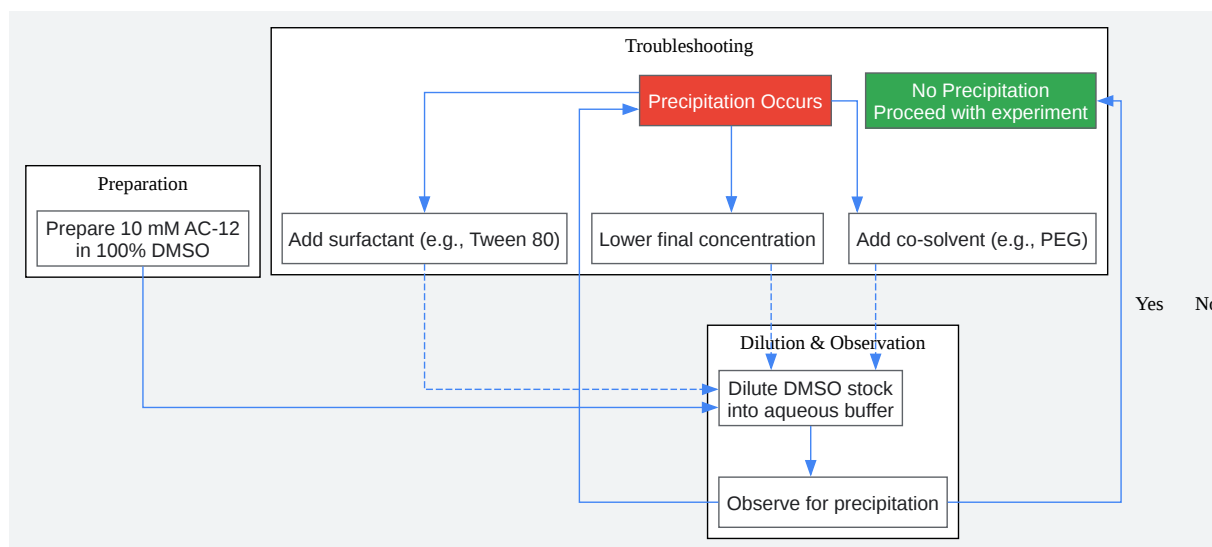 Troubleshooting
Precipitation Occurs
No Precipitation
Proceed with experiment
Preparation
Prepare 10 mM AC-12
in 100% DMSO
Add surfactant (e.g., Tween 80)
Lower final concentration
Add co-solvent (e.g., PEG)
Yes
Dilution & Observation
Dilute DMSO stock
into aqueous buffer
Observe for precipitation